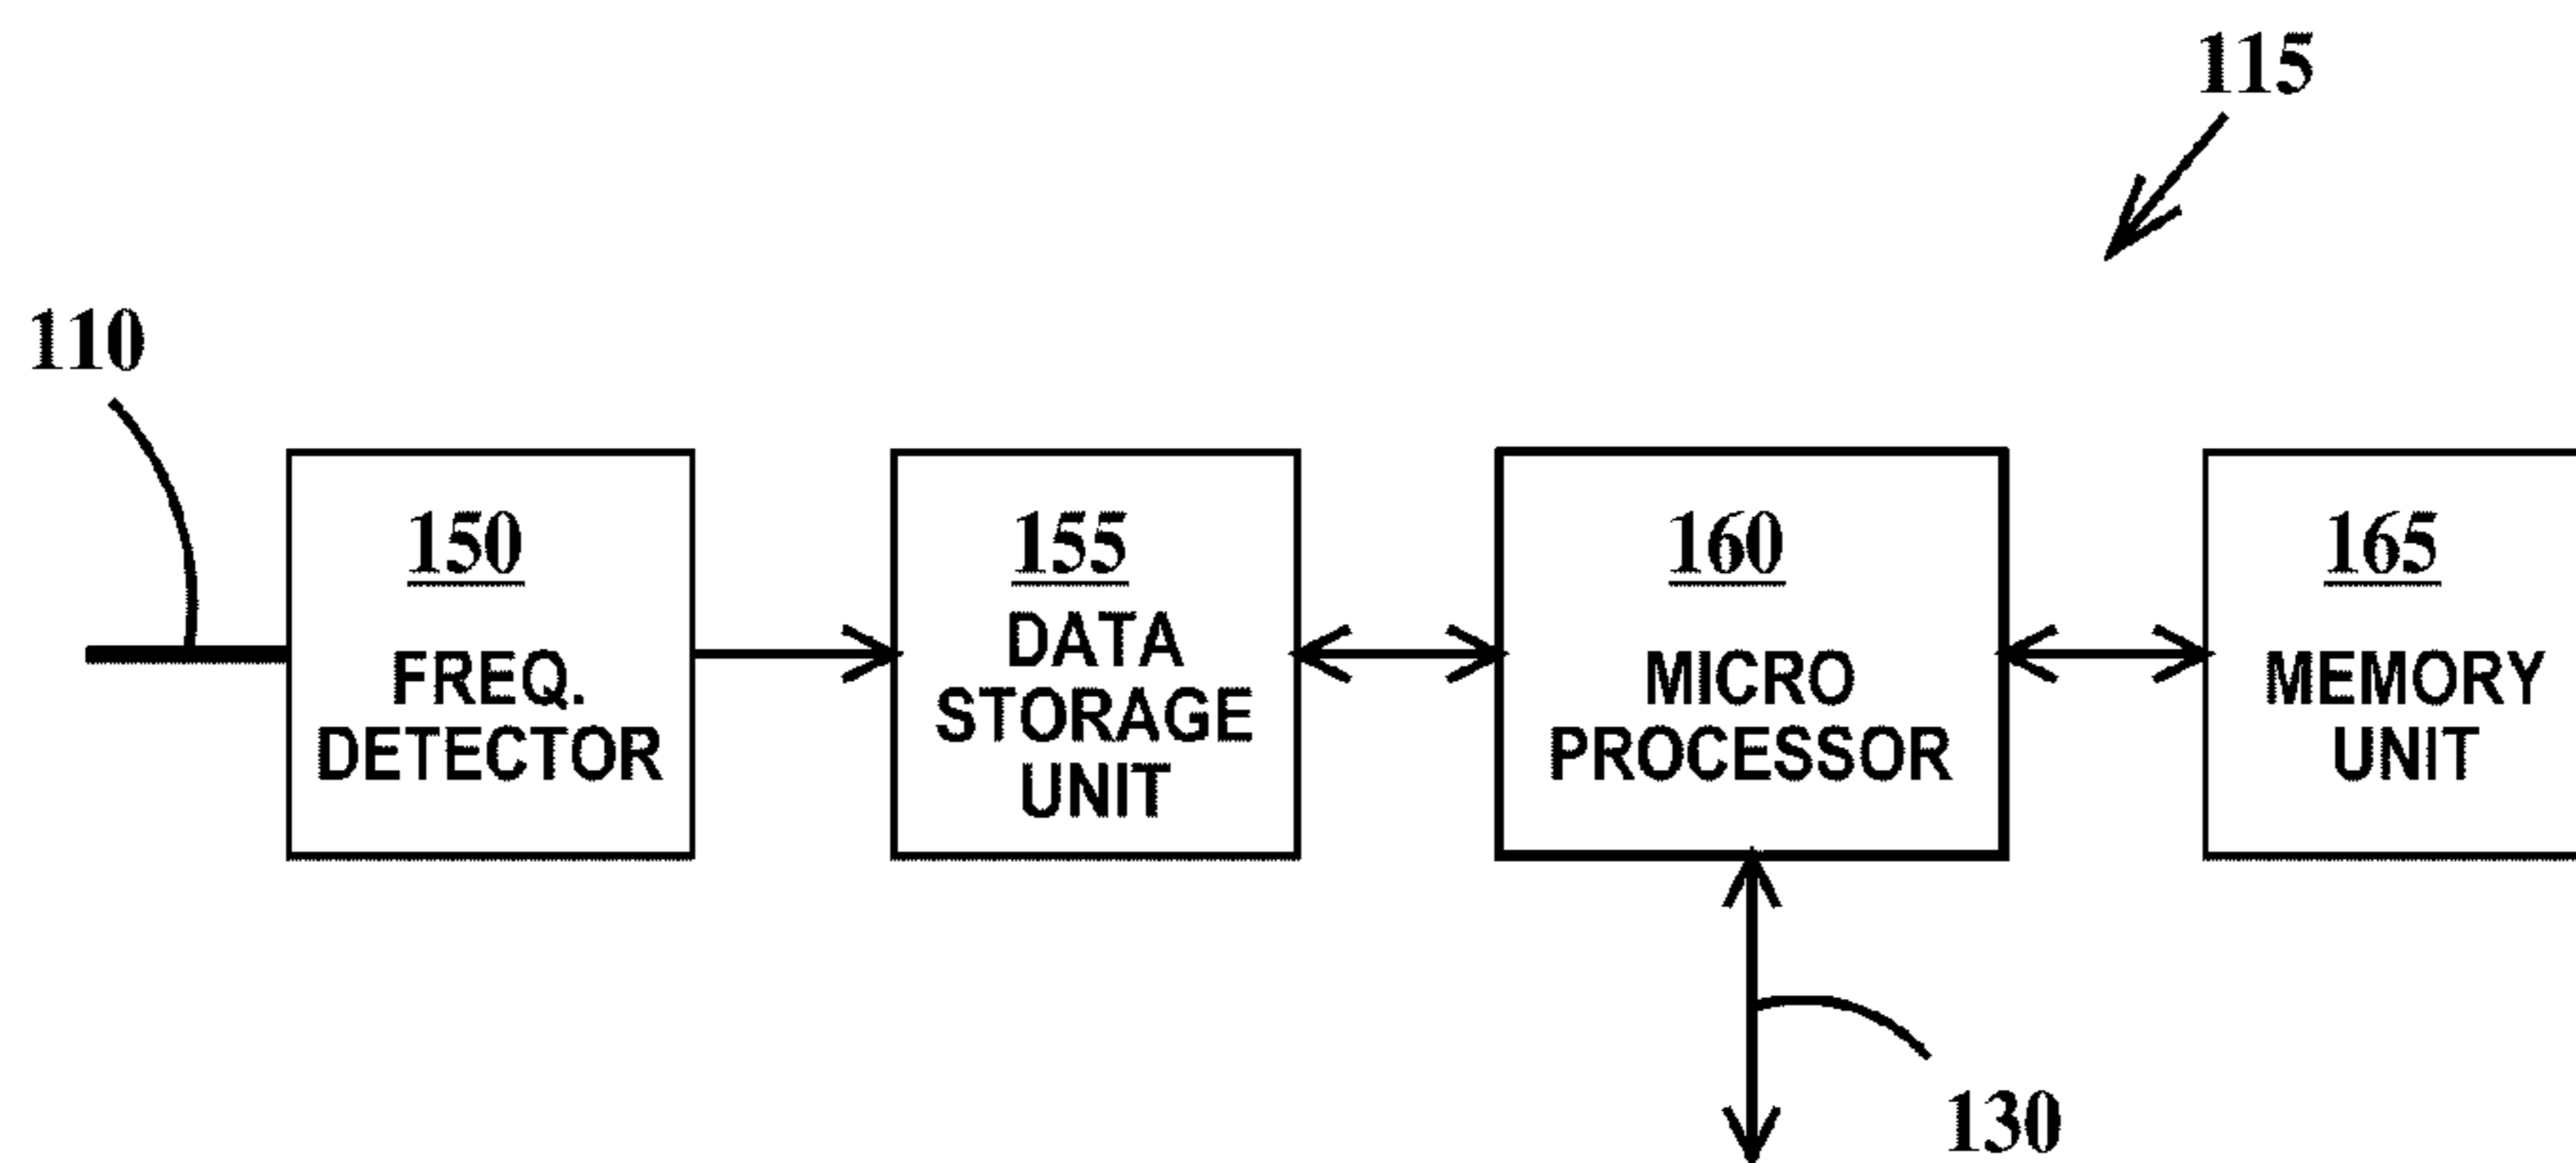 115
110
150
FREQ.
DETECTOR
155
DATA
STORAGE
UNIT
160
MICRO
PROCESSOR
165
MEMORY
UNIT
130